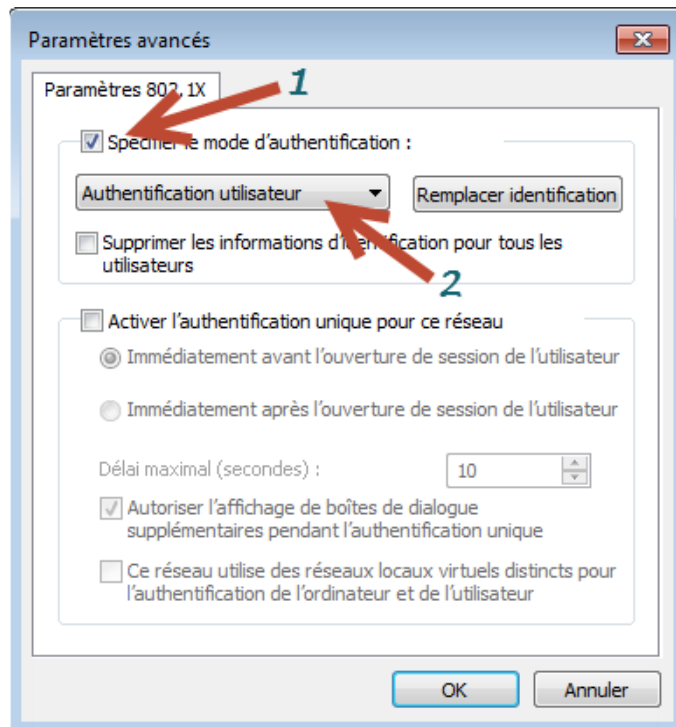 Paramètres avancés
Paramètres 802.1X
1
Spécifier le mode d'authentification :
Authentification utilisateur
Remplacer identification
Supprimer les informations d'identification pour tous les
utilisateurs
2
Activer l'authentification unique pour ce réseau
Immédiatement avant l'ouverture de session de l'utilisateur
Immédiatement après l'ouverture de session de l'utilisateur
Délai maximal (secondes) :
10
Autoriser l'affichage de boîtes de dialogue
supplémentaires pendant l'authentification unique
Ce réseau utilise des réseaux locaux virtuels distincts pour
l'authentification de l'ordinateur et de l'utilisateur
OK
Annuler